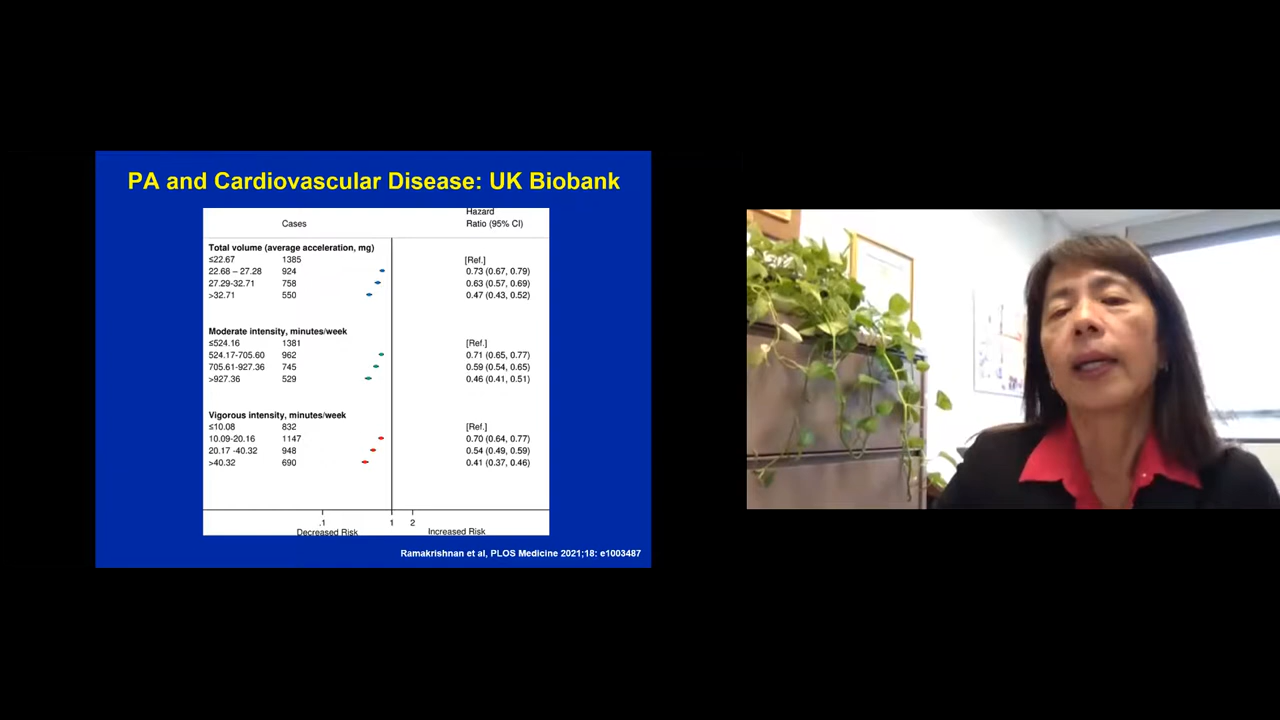 PA and Cardiovascular Disease: UK Biobank
Hazard
Cases Ratio (95% CI)
Total volume (average acceleration, mg)
≤22.67 1385 [Ref.]
22.68 – 27.28 924 0.73 (0.67, 0.79)
27.29-32.71 758 0.63 (0.57, 0.69)
>32.71 550 0.47 (0.43, 0.52)
Moderate intensity, minutes/week
≤524.16 1381 [Ref.]
524.17-705.60 962 0.71 (0.65, 0.77)
705.61-927.36 745 0.59 (0.54, 0.65)
>927.36 529 0.46 (0.41, 0.51)
Vigorous intensity, minutes/week
≤10.08 832 [Ref.]
10.09-20.16 1147 0.70 (0.64, 0.77)
20.17 -40.32 948 0.54 (0.49, 0.59)
>40.32 690 0.41 (0.37, 0.46)
.1 1 2
Decreased Risk Increased Risk
Ramakrishnan et al, PLOS Medicine 2021;18: e1003487